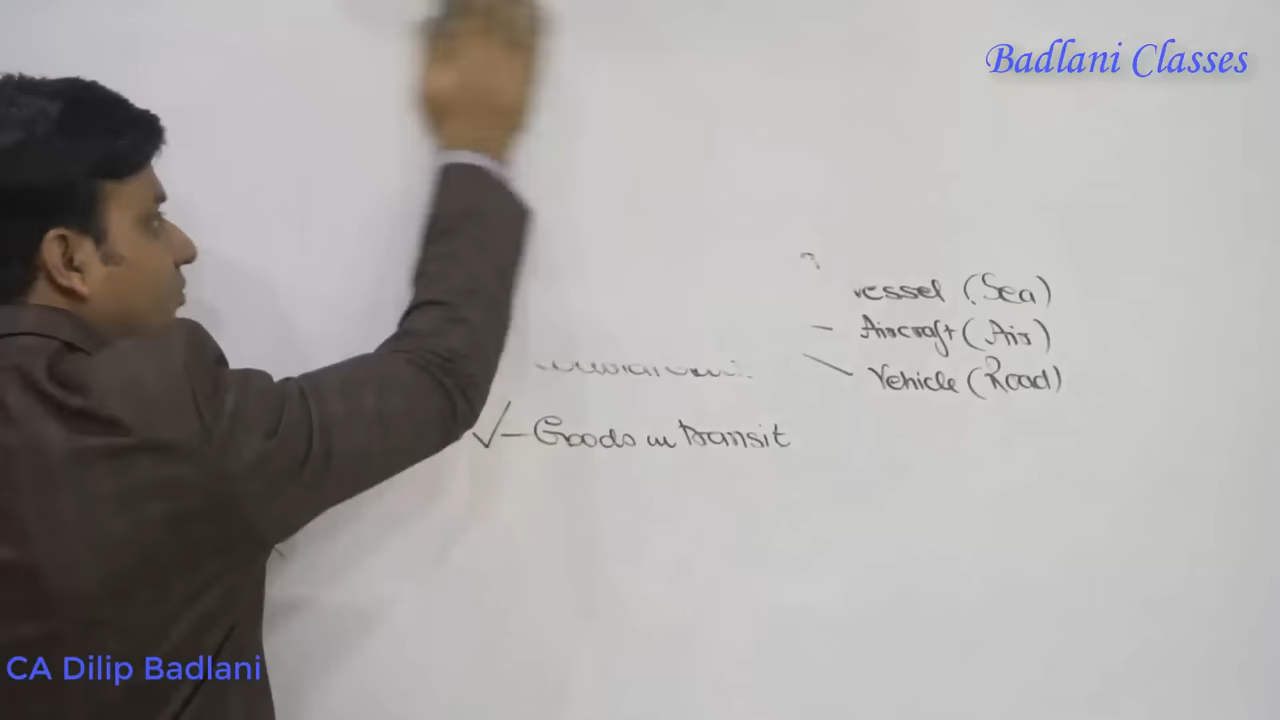 Badlani Classes
vessel (Sea)
- Aircraft (Air)
Vehicle (Road)
✓- Goods in transit
CA Dilip Badlani